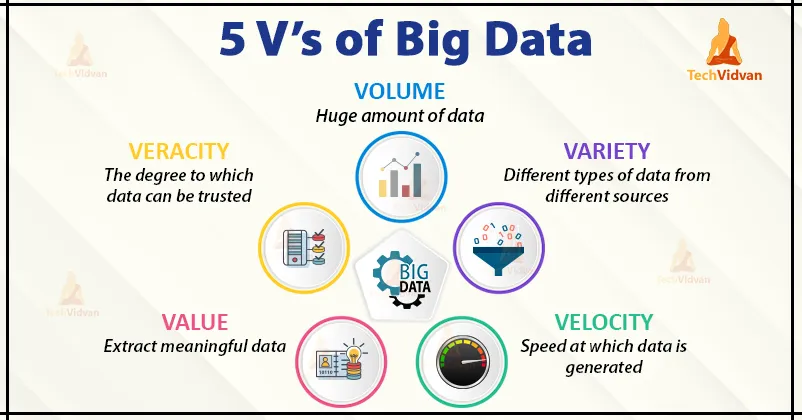 5 V's of Big Data
TechVidvan
TechVidvan
VOLUME
Huge amount of data
VERACITY
The degree to which
data can be trusted
VARIETY
Different types of data from
different sources
BIG
DATA
TechVidvan
TechVidvan
VALUE
Extract meaningful data
10110
VELOCITY
Speed at which data is
generated